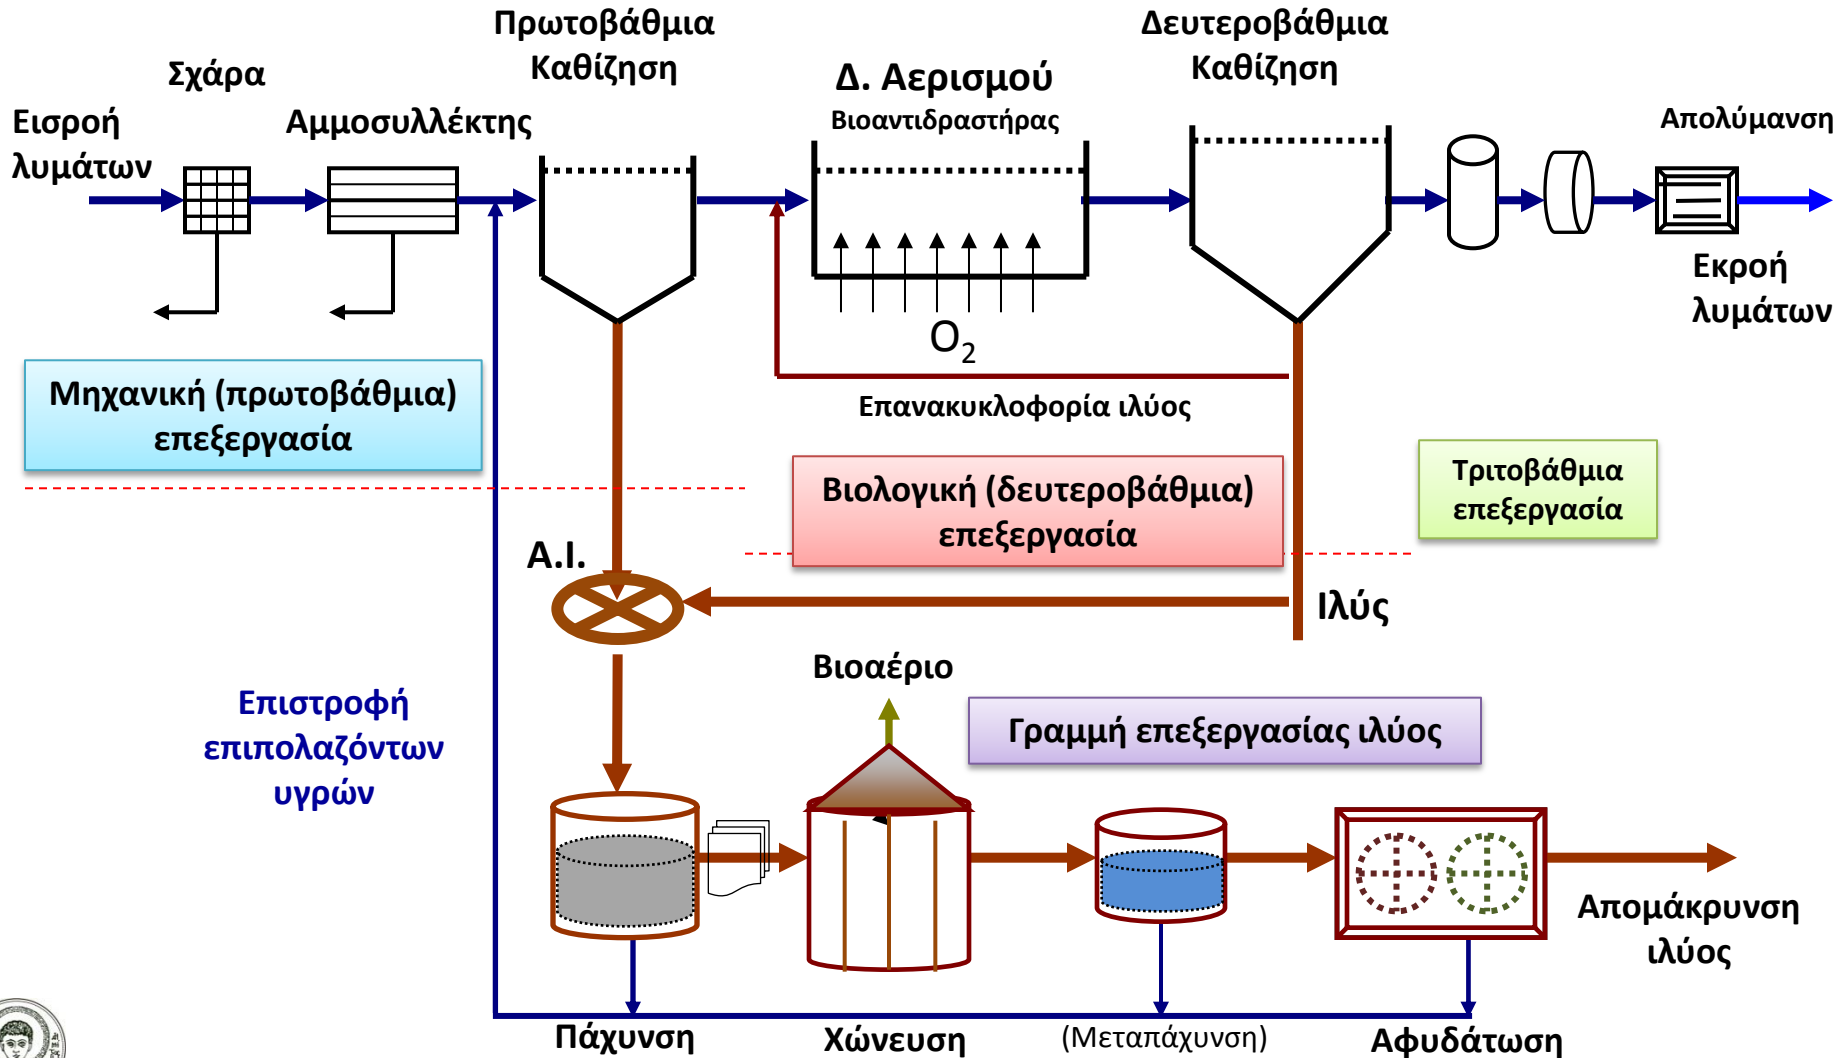 Πρωτοβάθμια
Καθίζηση
Δευτεροβάθμια
Καθίζηση
Σχάρα
Δ. Αερισμού
Βιοαντιδραστήρας
Εισροή
λυμάτων
Αμμοσυλλέκτης
Απολύμανση
Εκροή
λυμάτων
O2
Μηχανική (πρωτοβάθμια)
επεξεργασία
Επανακυκλοφορία ιλύος
Βιολογική (δευτεροβάθμια)
επεξεργασία
Τριτοβάθμια
επεξεργασία
Α.Ι.
Ιλύς
Βιοαέριο
Επιστροφή
επιπολαζόντων
υγρών
Γραμμή επεξεργασίας ιλύος
Απομάκρυνση
ιλύος
Πάχυνση
Χώνευση
(Μεταπάχυνση)
Αφυδάτωση